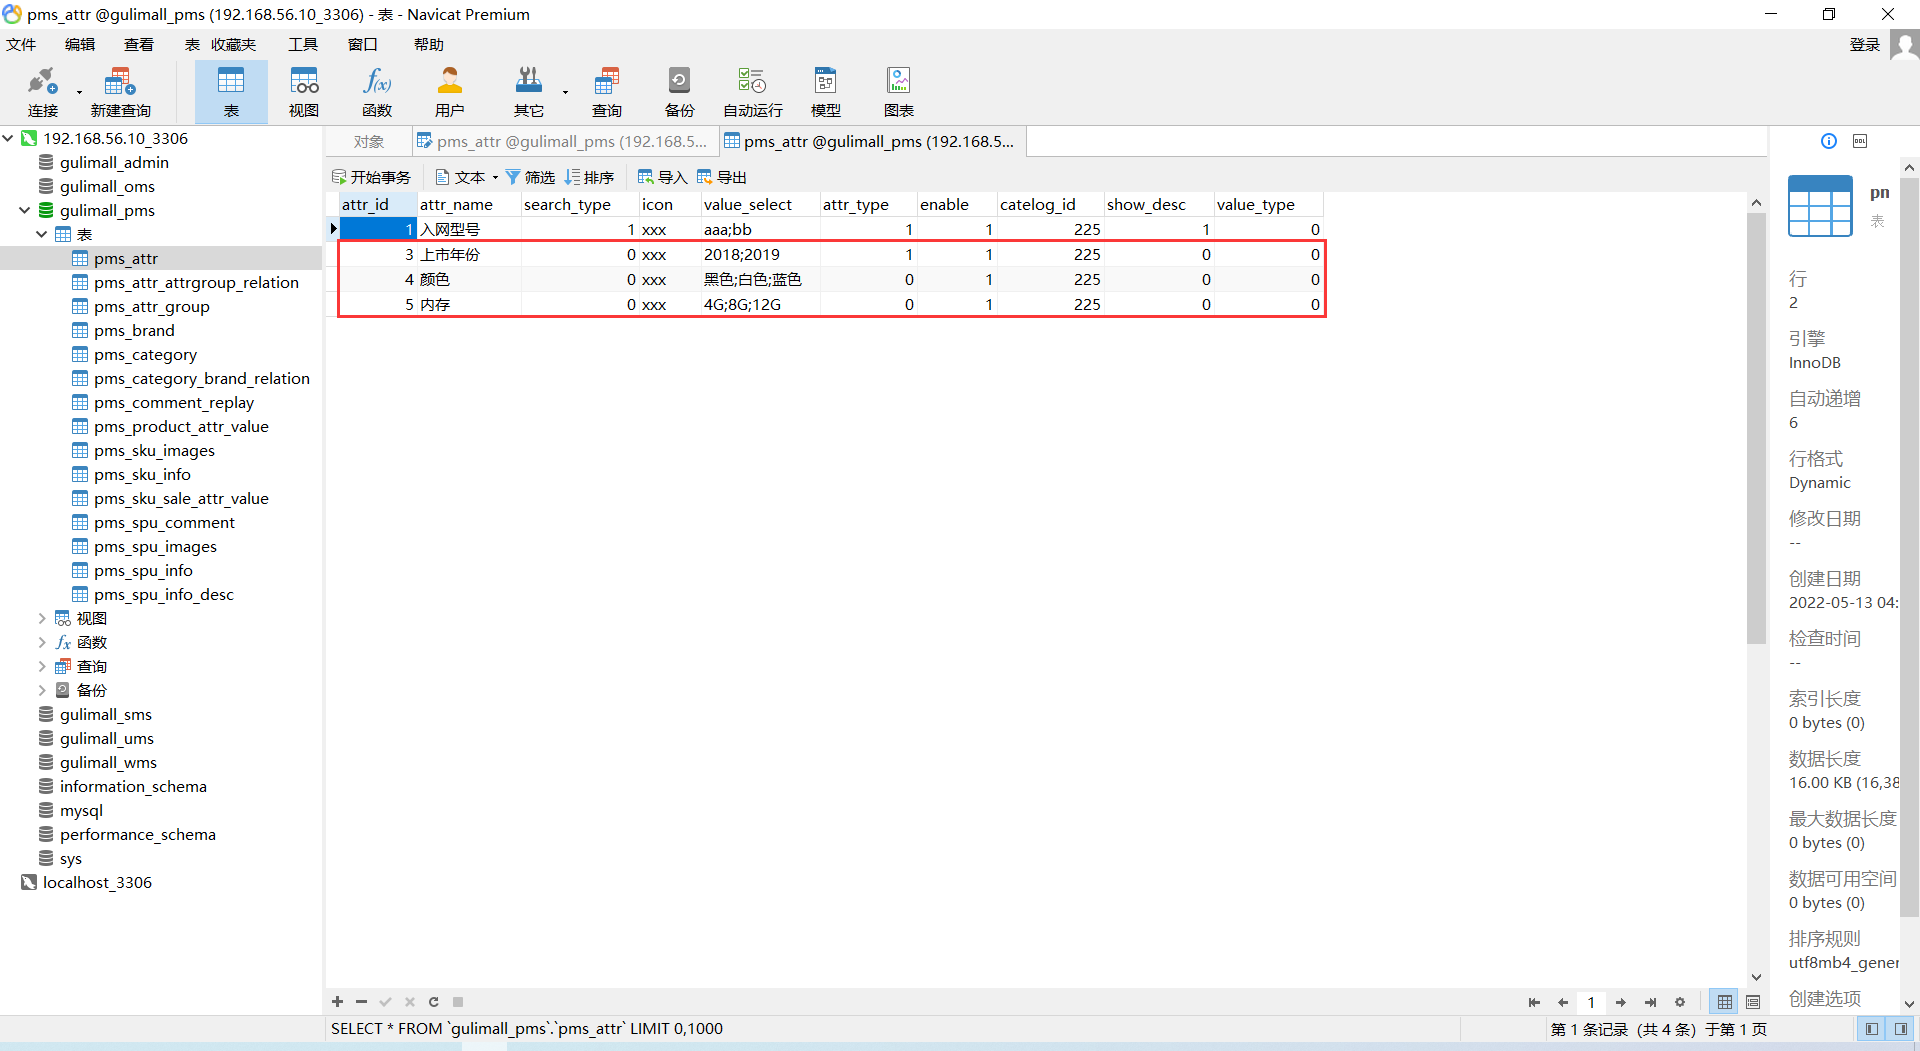 pms_attr @gulimall_pms (192.168.56.10_3306) - 表 - Navicat Premium
文件 编辑 查看 表 收藏夹 工具 窗口 帮助 登录
连接 新建查询 表 视图 函数 用户 其它 查询 备份 自动运行 模型 图表
192.168.56.10_3306
gulimall_admin
gulimall_oms
gulimall_pms
表
pms_attr
pms_attr_attrgroup_relation
pms_attr_group
pms_brand
pms_category
pms_category_brand_relation
pms_comment_replay
pms_product_attr_value
pms_sku_images
pms_sku_info
pms_sku_sale_attr_value
pms_spu_comment
pms_spu_images
pms_spu_info
pms_spu_info_desc
视图
函数
查询
备份
gulimall_sms
gulimall_ums
gulimall_wms
information_schema
mysql
performance_schema
sys
localhost_3306
对象 pms_attr @gulimall_pms (192.168.5... pms_attr @gulimall_pms (192.168.5...
开始事务 文本 筛选 排序 导入 导出
attr_id attr_name search_type icon value_select attr_type enable catelog_id show_desc value_type
1 入网型号 1 xxx aaa;bb 1 1 225 1 0
3 上市年份 0 xxx 2018;2019 1 1 225 0 0
4 颜色 0 xxx 黑色;白色;蓝色 0 1 225 0 0
5 内存 0 xxx 4G;8G;12G 0 1 225 0 0
DDL
pn
表
行
2
引擎
InnoDB
自动递增
6
行格式
Dynamic
修改日期
--
创建日期
2022-05-13 04:
检查时间
--
索引长度
0 bytes (0)
数据长度
16.00 KB (16,38
最大数据长度
0 bytes (0)
数据可用空间
0 bytes (0)
排序规则
utf8mb4_gener
创建选项
1
SELECT * FROM `gulimall_pms`.`pms_attr` LIMIT 0,1000
第 1 条记录 (共 4 条) 于第 1 页